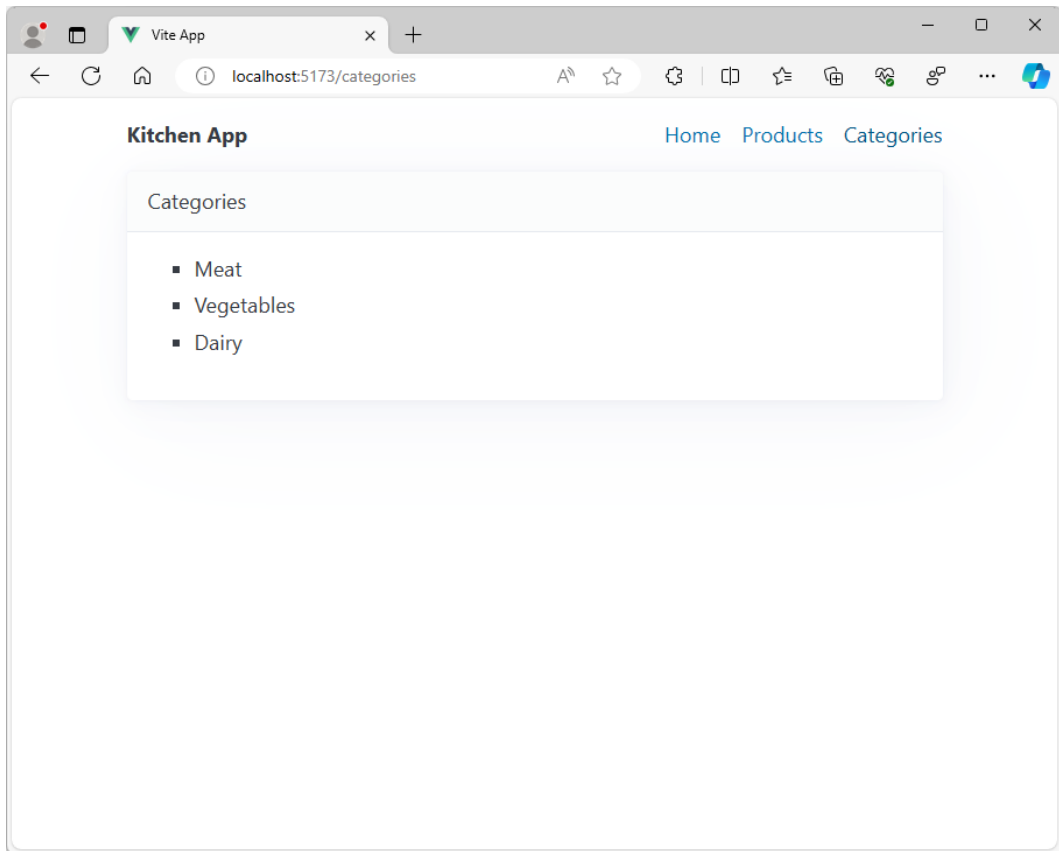 Vite App
localhost:5173/categories
Kitchen App Home Products Categories
Categories
Meat
Vegetables
Dairy